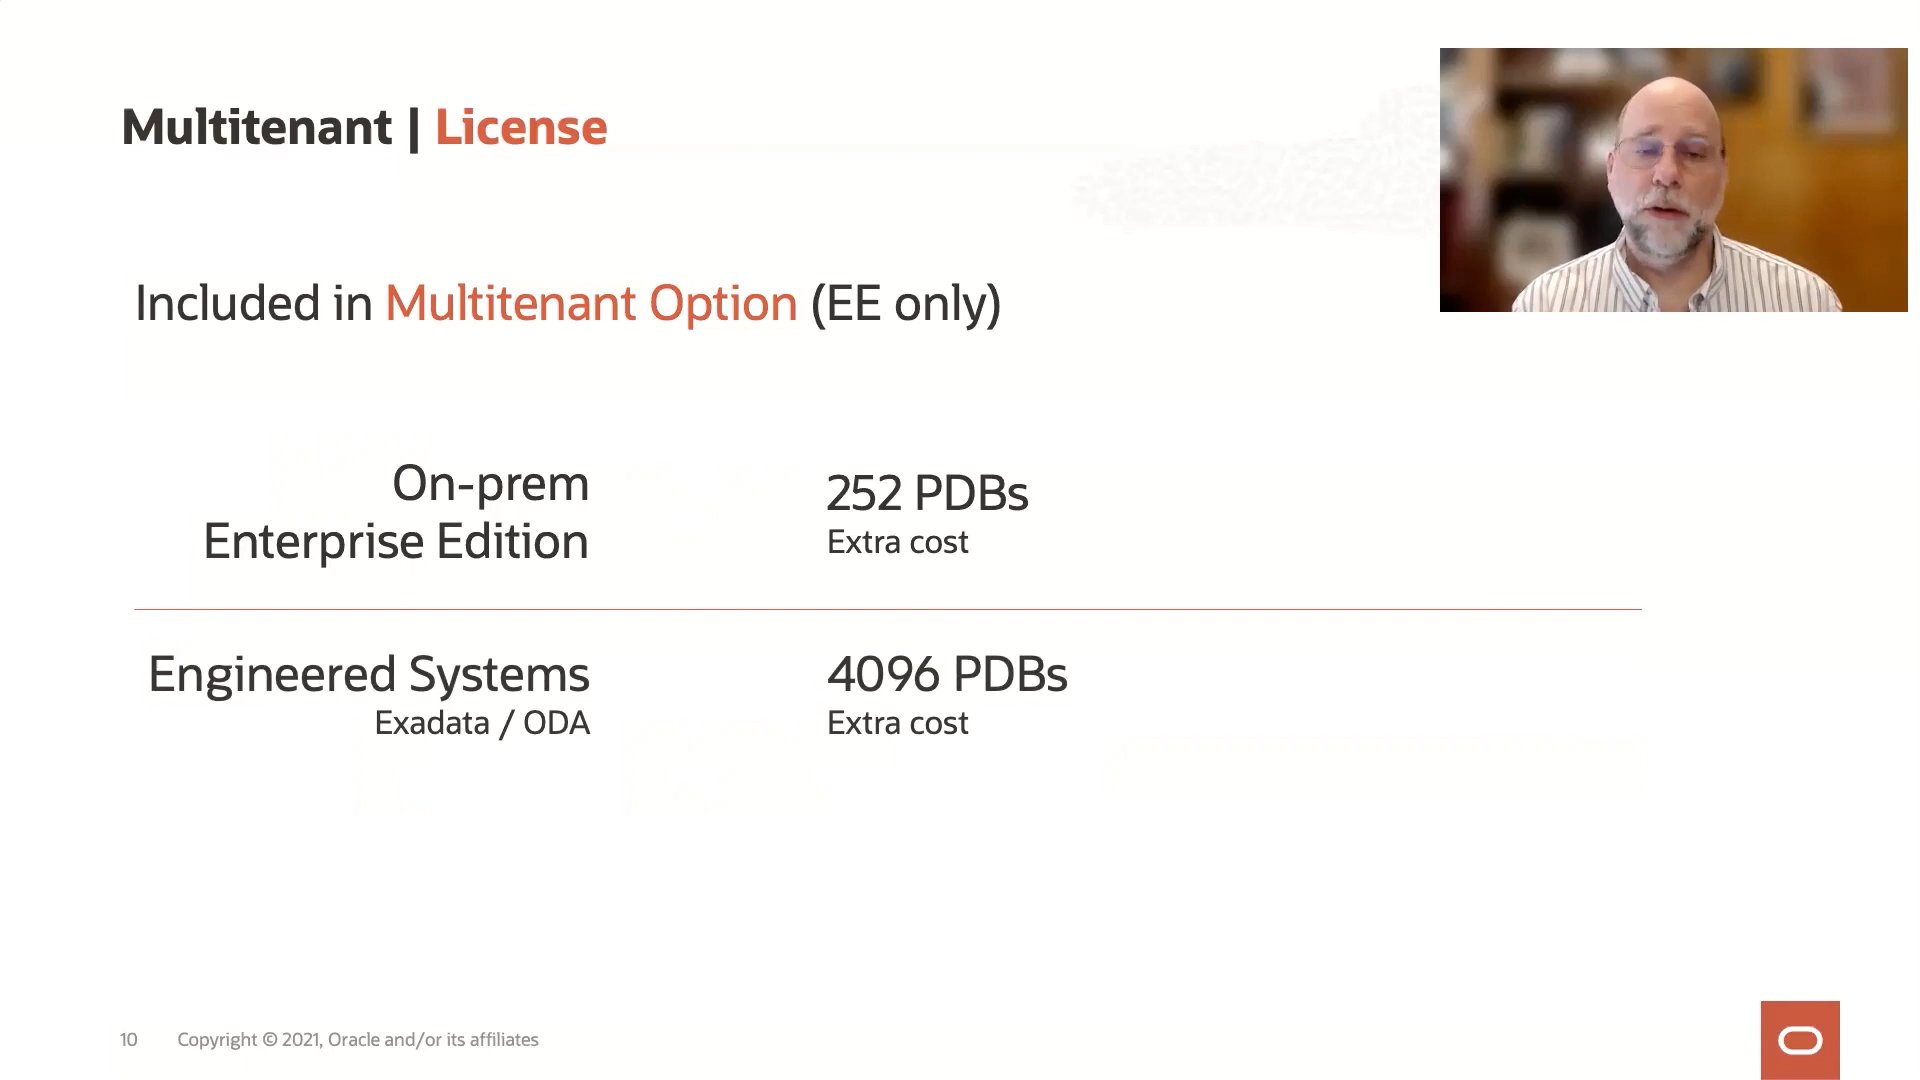 Multitenant | License
Included in Multitenant Option (EE only)
On-prem
Enterprise Edition
252 PDBs
Extra cost
Engineered Systems
Exadata / ODA
4096 PDBs
Extra cost
10 Copyright © 2021, Oracle and/or its affiliates